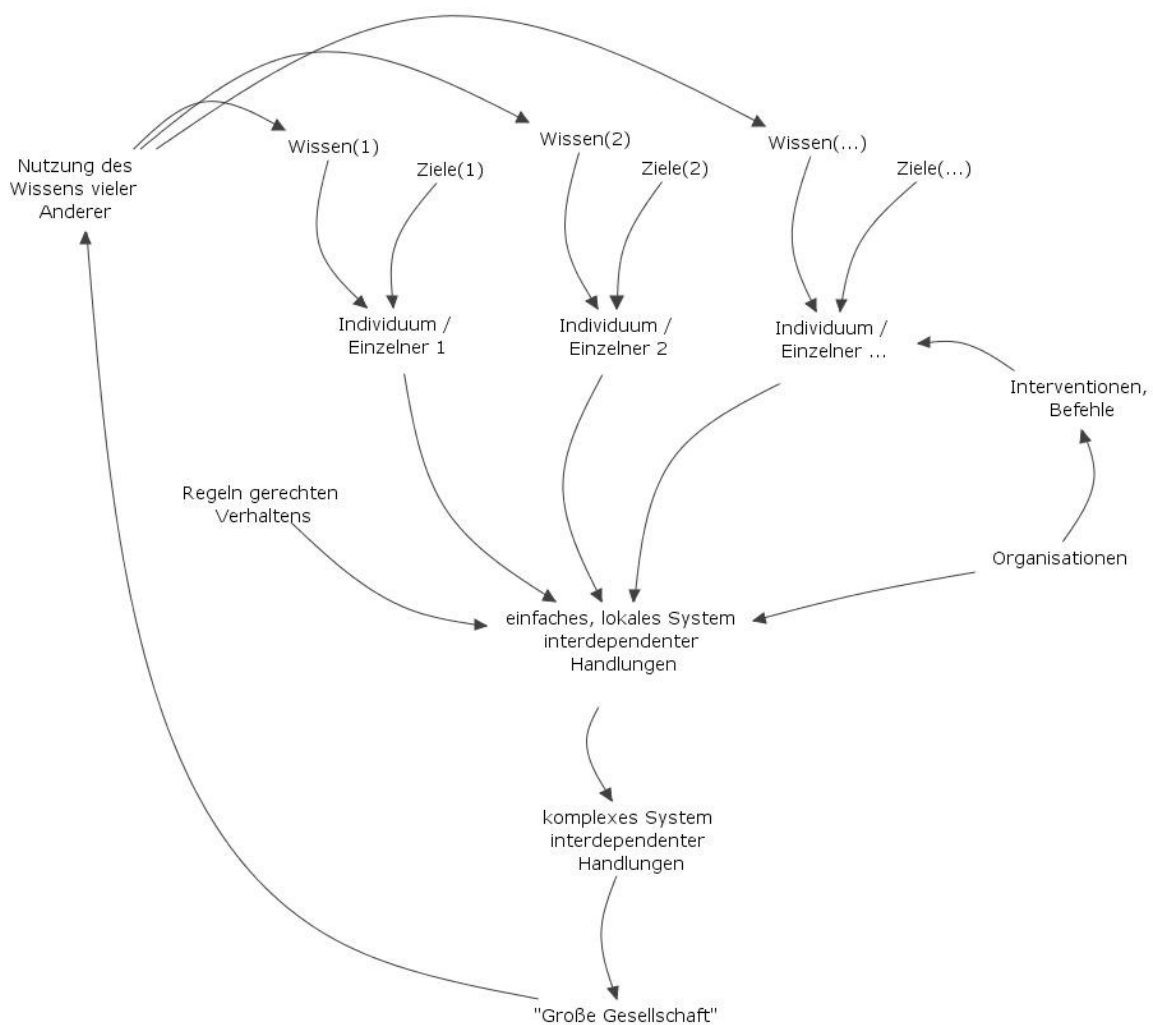 Wissen(1)
Wissen(2)
Wissen(...)
Nutzung des
Wissens vieler
Anderer
Ziele(1)
Ziele(2)
Ziele(...)
Individuum /
Einzelner 1
Individuum /
Einzelner 2
Individuum /
Einzelner ...
Interventionen,
Befehle
Regeln gerechten
Verhaltens
Organisationen
einfaches, lokales System
interdependenter
Handlungen
komplexes System
interdependenter
Handlungen
"Große Gesellschaft"